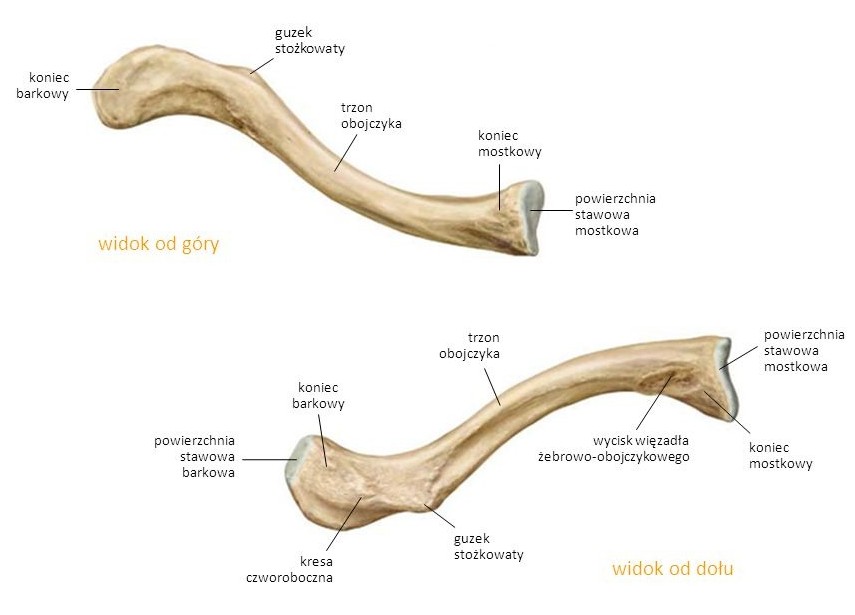 guzek
stożkowaty
koniec
barkowy
trzon
obojczyka
koniec
mostkowy
powierzchnia
stawowa
mostkowa
widok od góry
trzon
obojczyka
powierzchnia
stawowa
mostkowa
koniec
barkowy
powierzchnia
stawowa
barkowa
wycisk więzadła
żebrowo-obojczykowego
koniec
mostkowy
guzek
stożkowaty
kresa
czworoboczna
widok od dołu